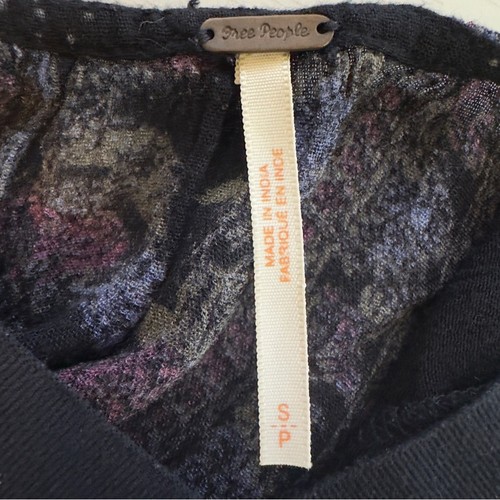 Free People
MADE IN INDIA
FABRIQUÉ EN INDE
S
P